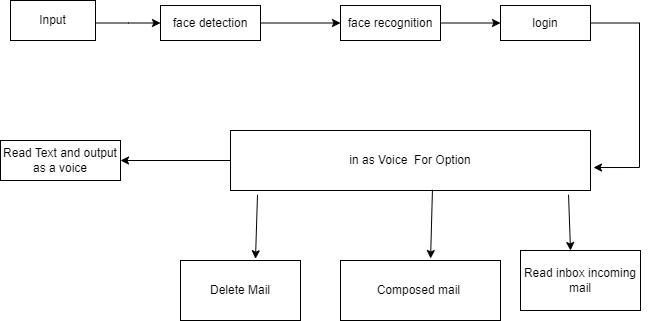 Input
face detection
face recognition
login
Read Text and output
as a voice
in as Voice For Option
Delete Mail
Composed mail
Read inbox incoming
mail